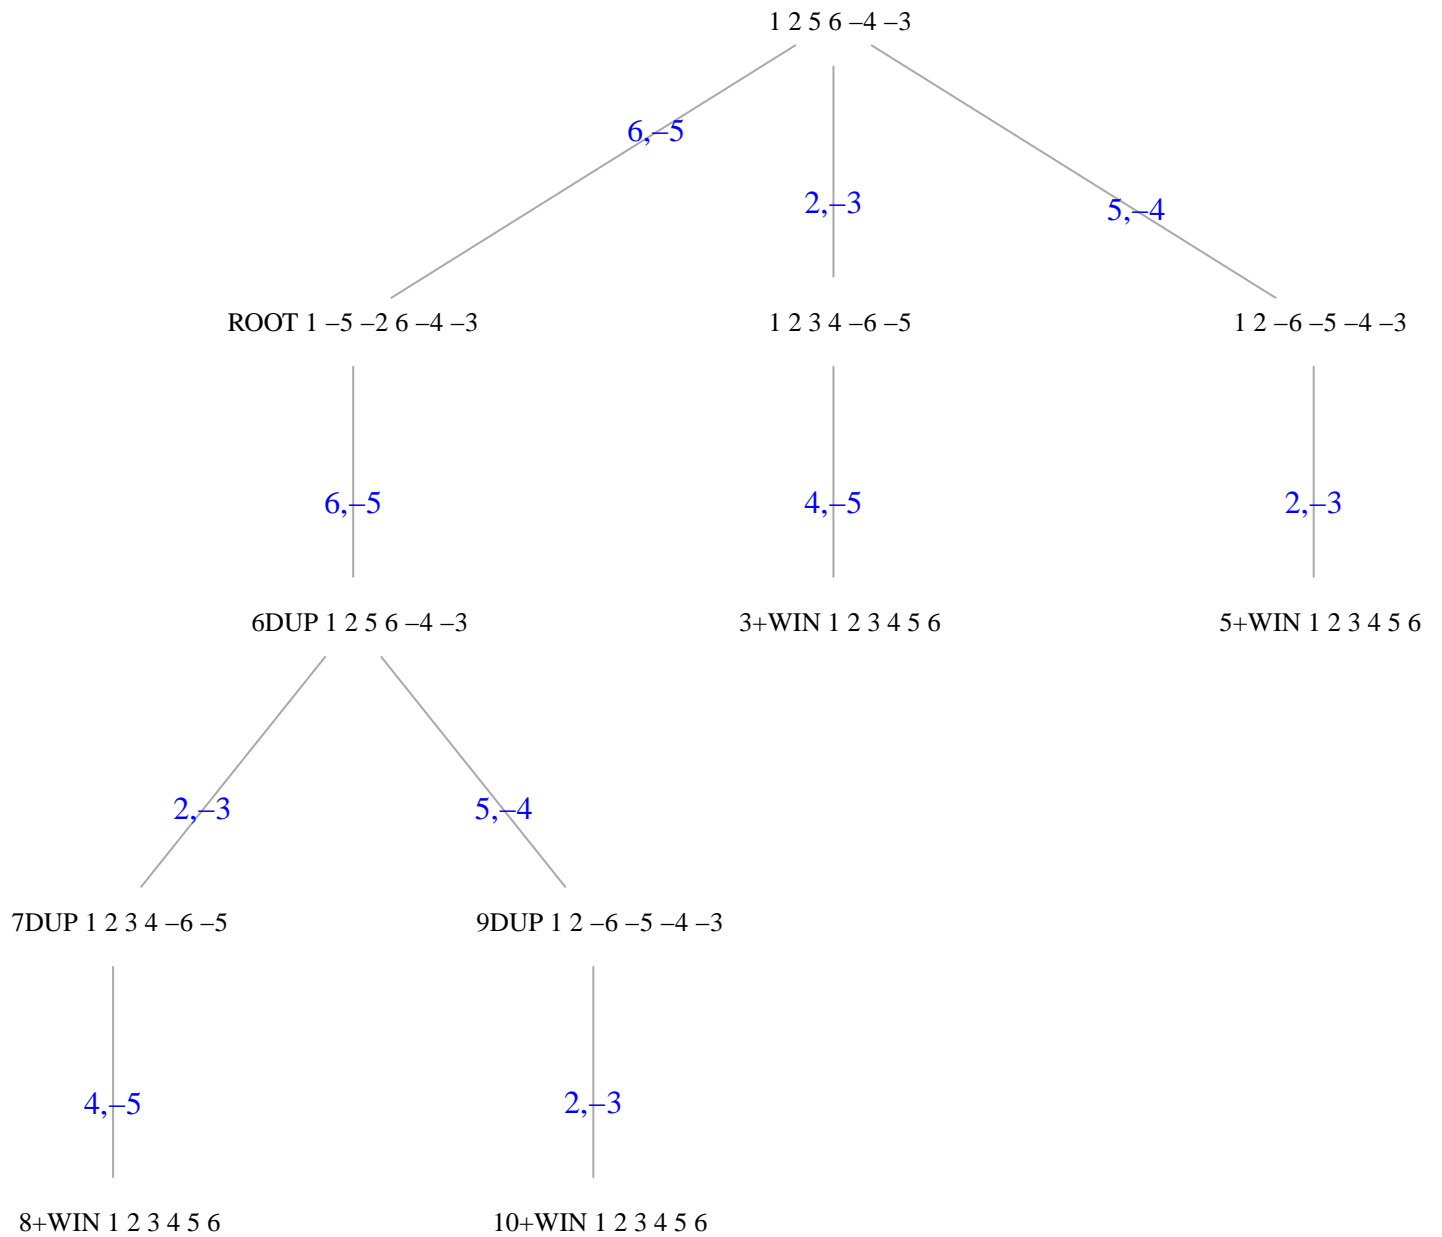 1 2 5 6 –4 –3
6,–5
2,–3
5,–4
ROOT 1 –5 –2 6 –4 –3
1 2 3 4 –6 –5
1 2 –6 –5 –4 –3
6,–5
4,–5
2,–3
6DUP 1 2 5 6 –4 –3
3+WIN 1 2 3 4 5 6
5+WIN 1 2 3 4 5 6
2,–3
5,–4
7DUP 1 2 3 4 –6 –5
9DUP 1 2 –6 –5 –4 –3
4,–5
2,–3
8+WIN 1 2 3 4 5 6
10+WIN 1 2 3 4 5 6